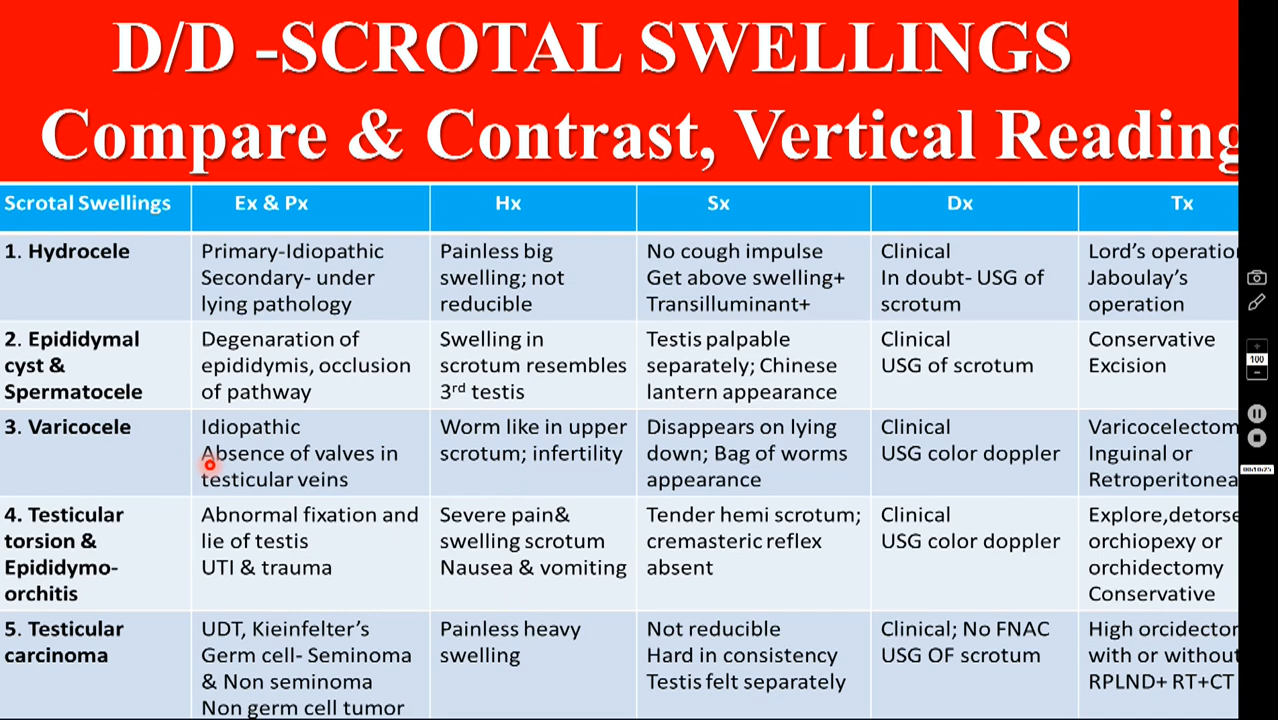 D/D -SCROTAL SWELLINGS
Compare & Contrast, Vertical Reading
Scrotal Swellings Ex & Px Hx Sx Dx Tx
1. Hydrocele
Primary-Idiopathic
Secondary- under
lying pathology
Painless big
swelling; not
reducible
No cough impulse
Get above swelling+
Transilluminant+
Clinical
In doubt- USG of
scrotum
Lord's operation
Jaboulay's
operation
2. Epididymal
cyst &
Spermatocele
Degenaration of
epididymis, occlusion
of pathway
Swelling in
scrotum resembles
3rd testis
Testis palpable
separately; Chinese
lantern appearance
Clinical
USG of scrotum
Conservative
Excision
3. Varicocele
Idiopathic
Absence of valves in
testicular veins
Worm like in upper
scrotum; infertility
Disappears on lying
down; Bag of worms
appearance
Clinical
USG color doppler
Varicocelectom
Inguinal or
Retroperitonea
4. Testicular
torsion &
Epididymo-
orchitis
Abnormal fixation and
lie of testis
UTI & trauma
Severe pain&
swelling scrotum
Nausea & vomiting
Tender hemi scrotum;
cremasteric reflex
absent
Clinical
USG color doppler
Explore,detorse
orchiopexy or
orchidectomy
Conservative
5. Testicular
carcinoma
UDT, Kieinfelter's
Germ cell- Seminoma
& Non seminoma
Non germ cell tumor
Painless heavy
swelling
Not reducible
Hard in consistency
Testis felt separately
Clinical; No FNAC
USG OF scrotum
High orcidector
with or without
RPLND+ RT+CT
100